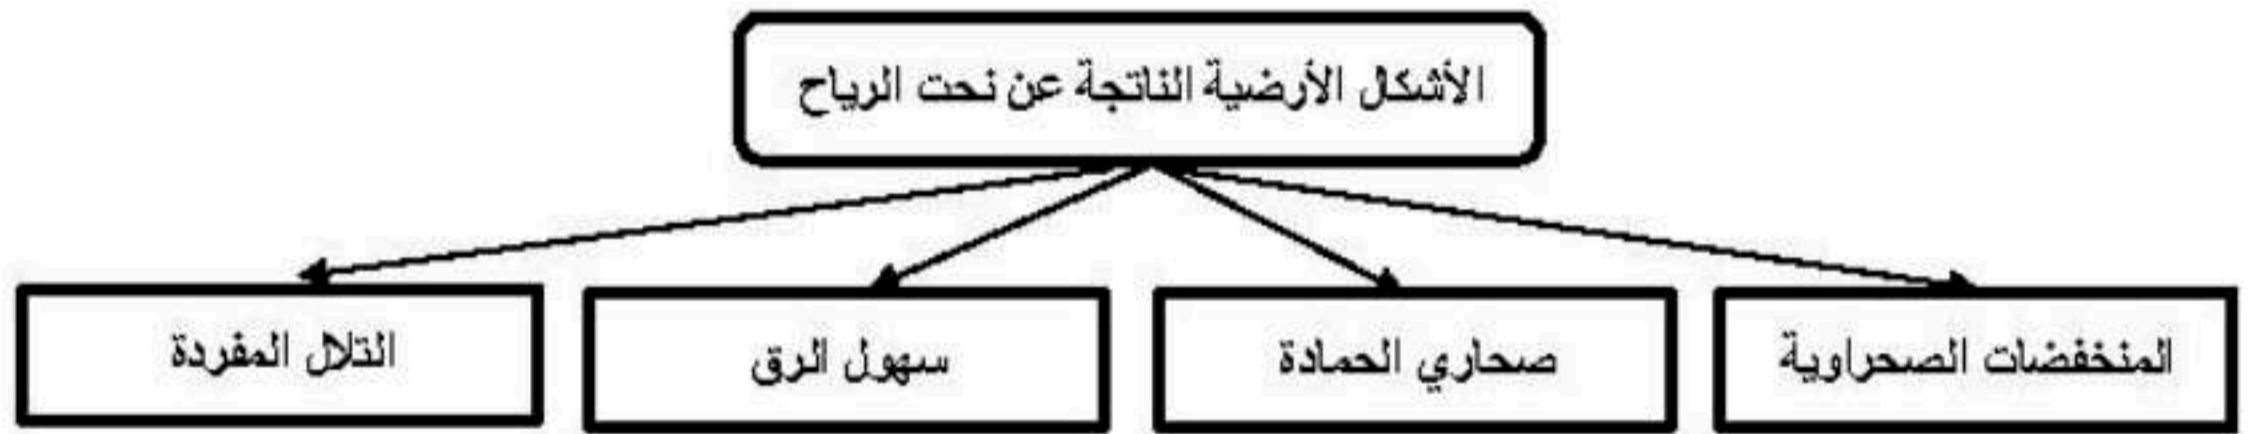 الأشكال الأرضية الناتجة عن نحت الرياح
المنخفضات الصحراوية
صحاري الحمادة
سهول الرق
التلال المفردة